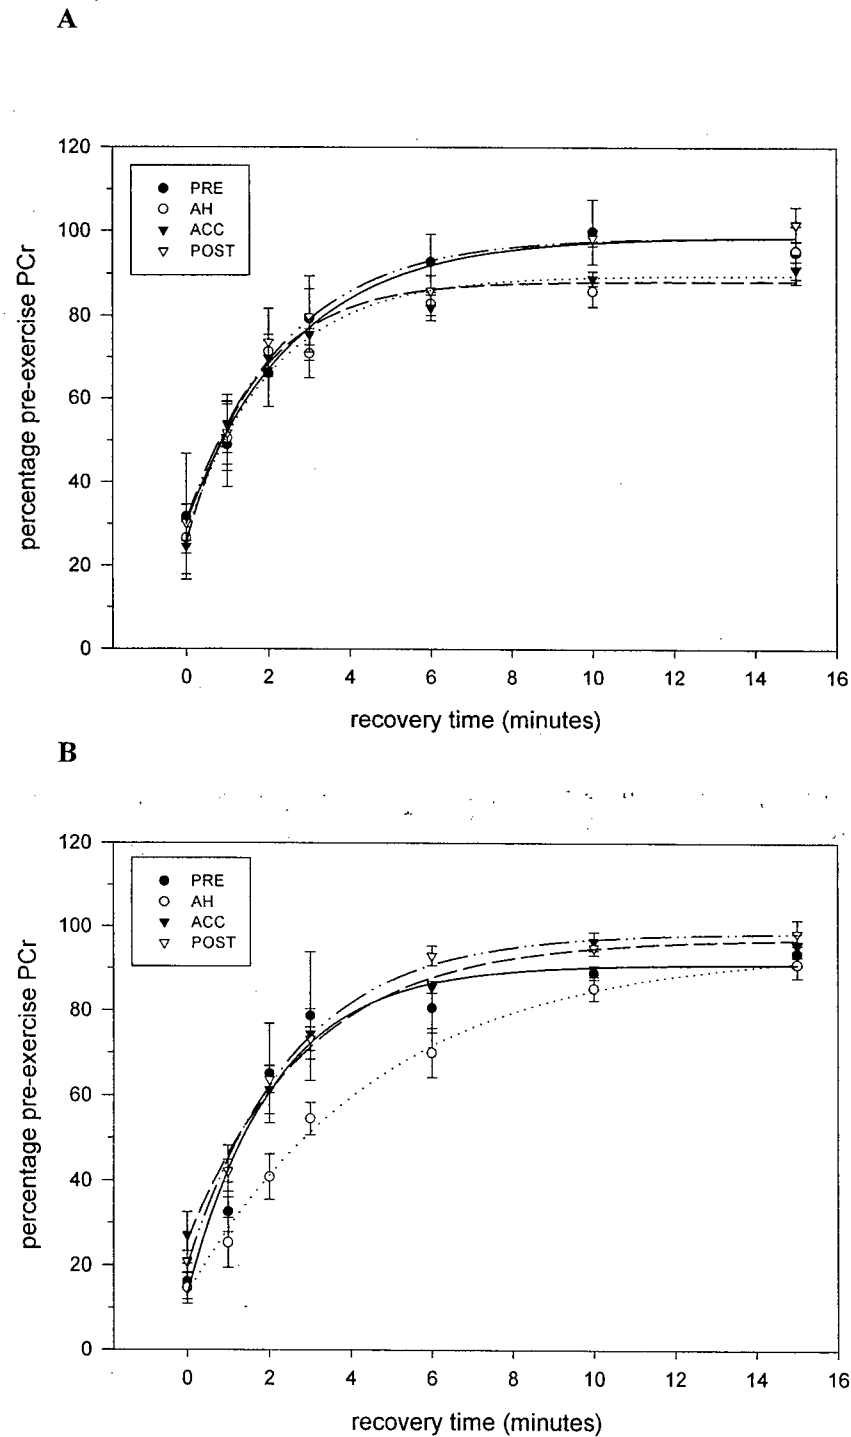 A
120
100
80
60
40
20
0
percentage pre-exercise PCr
PRE
AH
ACC
POST
0 2 4 6 8 10 12 14 16
recovery time (minutes)
B
120
100
80
60
40
20
0
percentage pre-exercise PCr
PRE
AH
ACC
POST
0 2 4 6 8 10 12 14 16
recovery time (minutes)